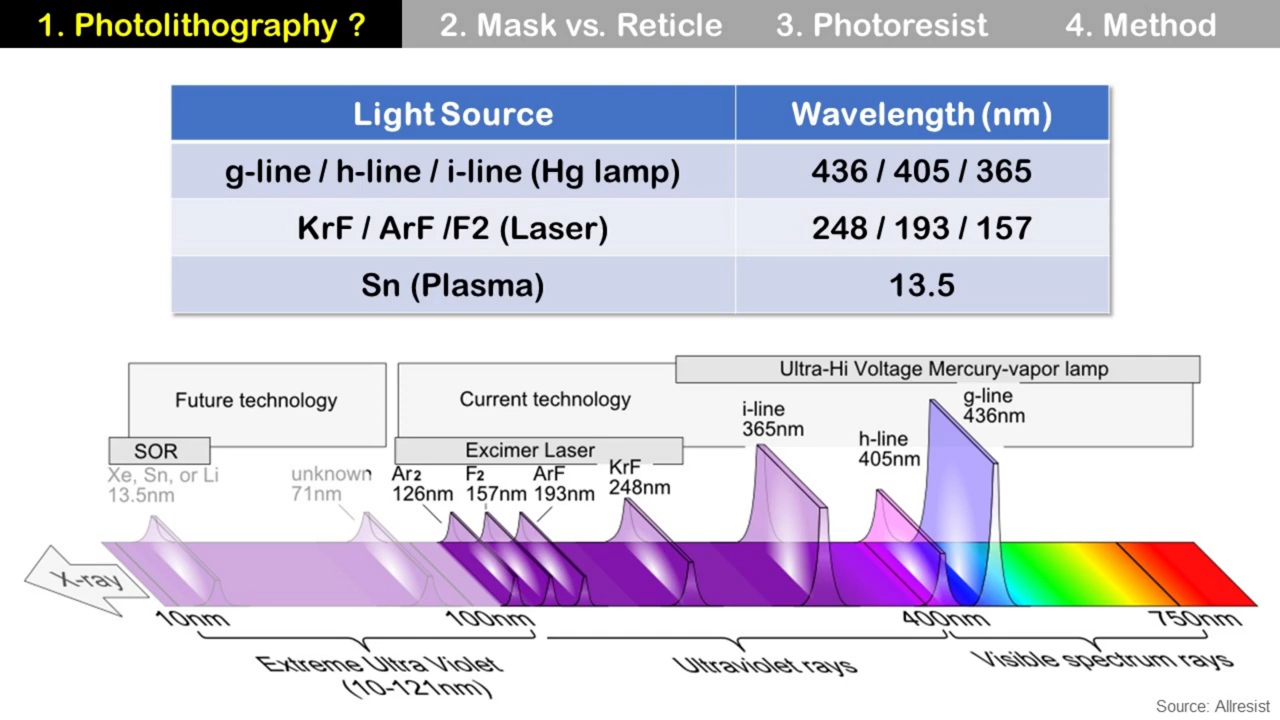 1. Photolithography ? 2. Mask vs. Reticle 3. Photoresist 4. Method
Light Source Wavelength (nm)
g-line / h-line / i-line (Hg lamp) 436 / 405 / 365
KrF / ArF /F2 (Laser) 248 / 193 / 157
Sn (Plasma) 13.5
Ultra-Hi Voltage Mercury-vapor lamp
Future technology
Current technology
g-line
436nm
i-line
365nm
h-line
405nm
SOR
Excimer Laser
Xe, Sn, or Li
13.5nm
unknown
71nm
Ar2
126nm
F2
157nm
ArF
193nm
KrF
248nm
X-ray
10nm 100nm 400nm 750nm
Extreme Ultra Violet
(10-121nm)
Ultraviolet rays
Visible spectrum rays
Source: Allresist